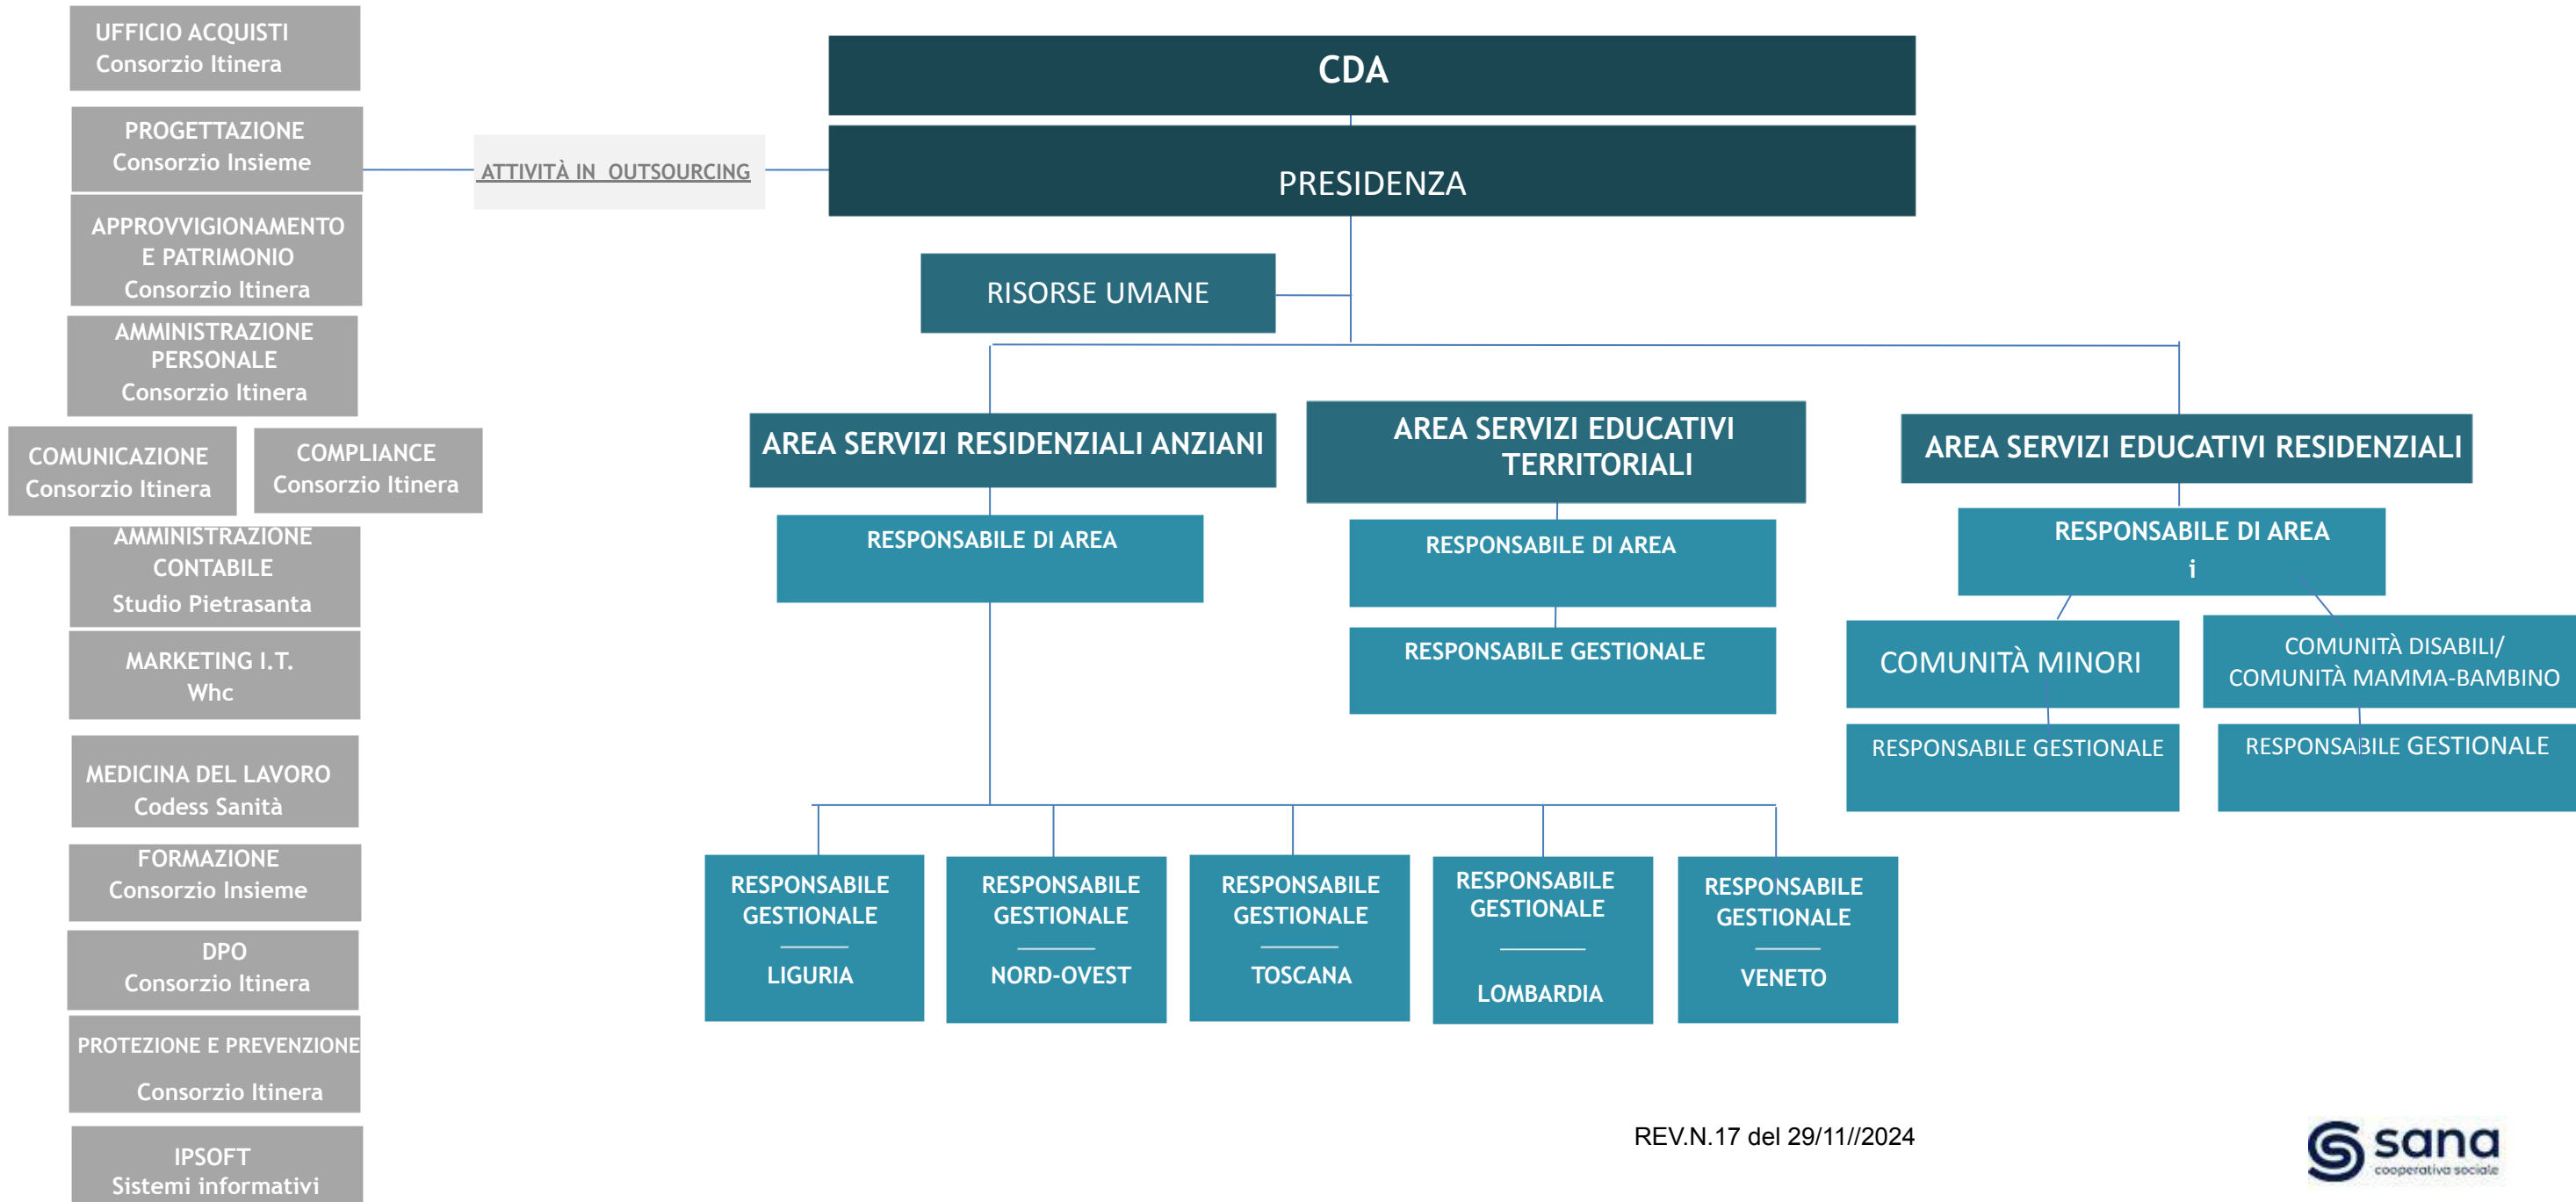 UFFICIO ACQUISTI
Consorzio Itinera
PROGETTAZIONE
Consorzio Insieme
APPROVVIGIONAMENTO
E PATRIMONIO
Consorzio Itinera
AMMINISTRAZIONE
PERSONALE
Consorzio Itinera
COMUNICAZIONE
Consorzio Itinera
COMPLIANCE
Consorzio Itinera
AMMINISTRAZIONE
CONTABILE
Studio Pietrasanta
MARKETING I.T.
Whc
MEDICINA DEL LAVORO
Codess Sanità
FORMAZIONE
Consorzio Insieme
DPO
Consorzio Itinera
PROTEZIONE E PREVENZIONE
Consorzio Itinera
IPSOFT
Sistemi informativi
ATTIVITÀ IN OUTSOURCING
CDA
PRESIDENZA
RISORSE UMANE
AREA SERVIZI RESIDENZIALI ANZIANI
RESPONSABILE DI AREA
AREA SERVIZI EDUCATIVI
TERRITORIALI
RESPONSABILE DI AREA
RESPONSABILE GESTIONALE
AREA SERVIZI EDUCATIVI RESIDENZIALI
RESPONSABILE DI AREA
i
COMUNITÀ MINORI
RESPONSABILE GESTIONALE
COMUNITÀ DISABILI/
COMUNITÀ MAMMA-BAMBINO
RESPONSABILE GESTIONALE
RESPONSABILE
GESTIONALE
LIGURIA
RESPONSABILE
GESTIONALE
NORD-OVEST
RESPONSABILE
GESTIONALE
TOSCANA
RESPONSABILE
GESTIONALE
LOMBARDIA
RESPONSABILE
GESTIONALE
VENETO
REV.N.17 del 29/11//2024
sana
cooperativa sociale